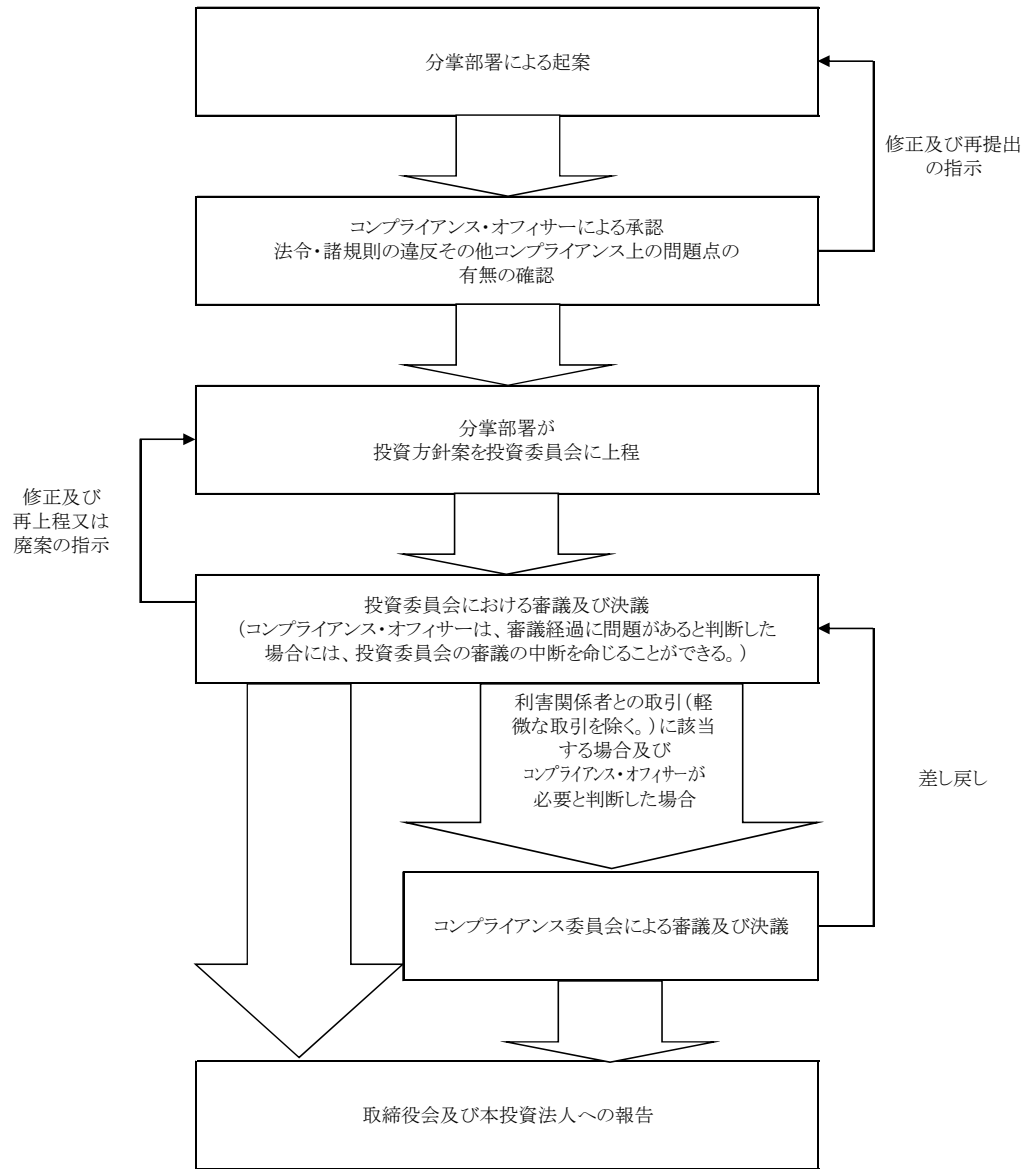 分掌部署による起案
修正及び再提出
の指示
コンプライアンス・オフィサーによる承認
法令・諸規則の違反その他コンプライアンス上の問題点の
有無の確認
分掌部署が
投資方針案を投資委員会に上程
修正及び
再上程又は
廃案の指示
投資委員会における審議及び決議
(コンプライアンス・オフィサーは、審議経過に問題があると判断した
場合には、投資委員会の審議の中断を命じることができる。)
利害関係者との取引(軽
微な取引を除く。)に該当
する場合及び
コンプライアンス・オフィサーが
必要と判断した場合
差し戻し
コンプライアンス委員会による審議及び決議
取締役会及び本投資法人への報告